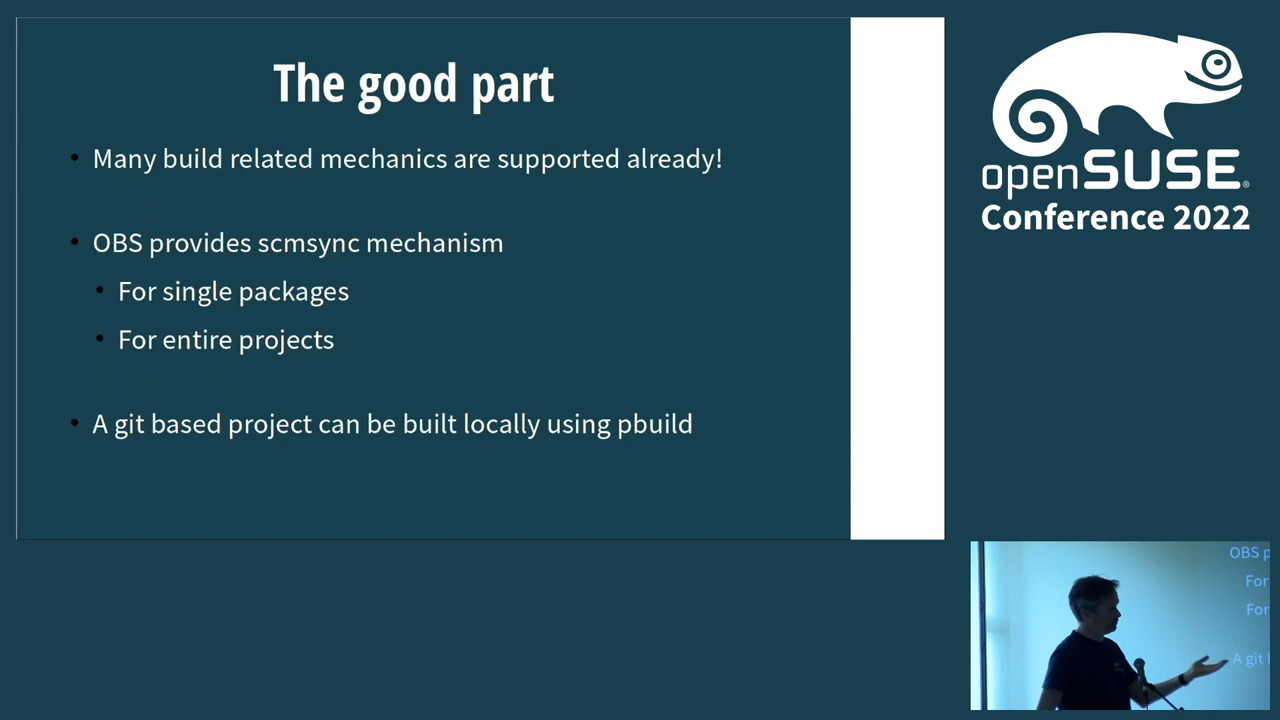 The good part
• Many build related mechanics are supported already!
• OBS provides scmsync mechanism
• For single packages
• For entire projects
• A git based project can be built locally using pbuild
openSUSE®
Conference 2022
OBS p
For
For
A git